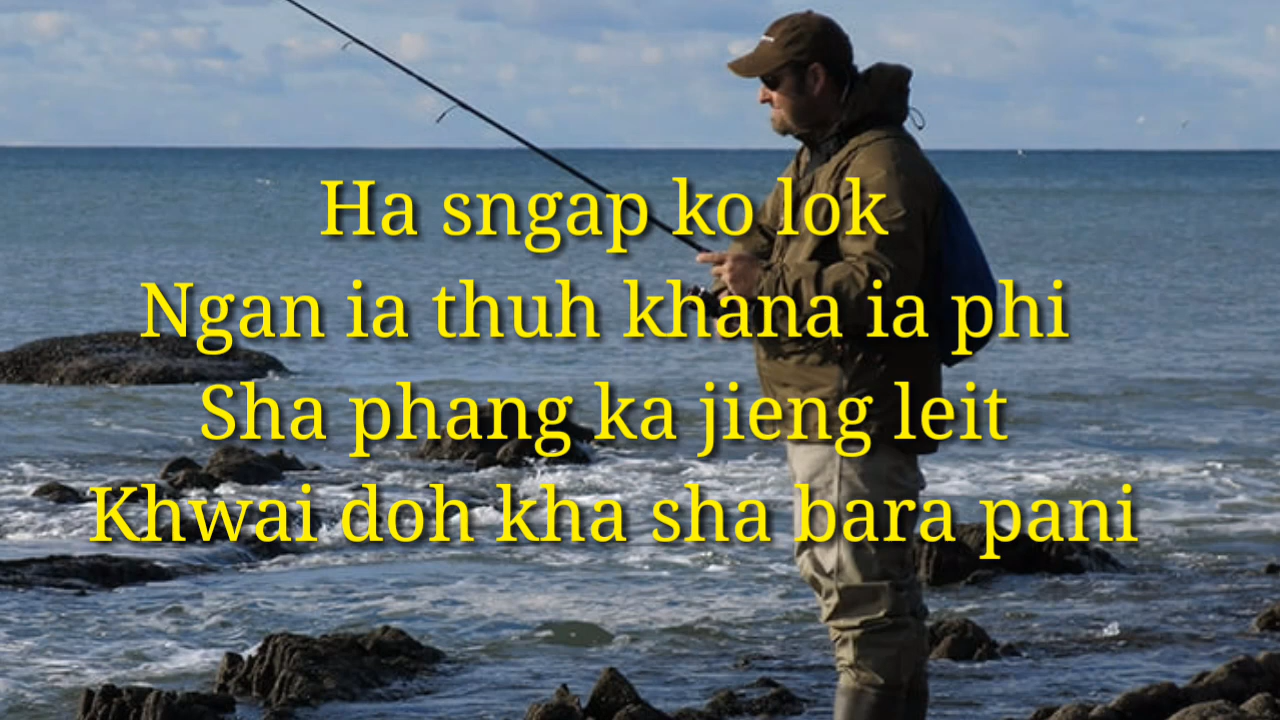 Ha sngap ko lok
Ngan ia thuh khana ia phi
Sha phang ka jieng leit
Khwai doh kha sha bara pani